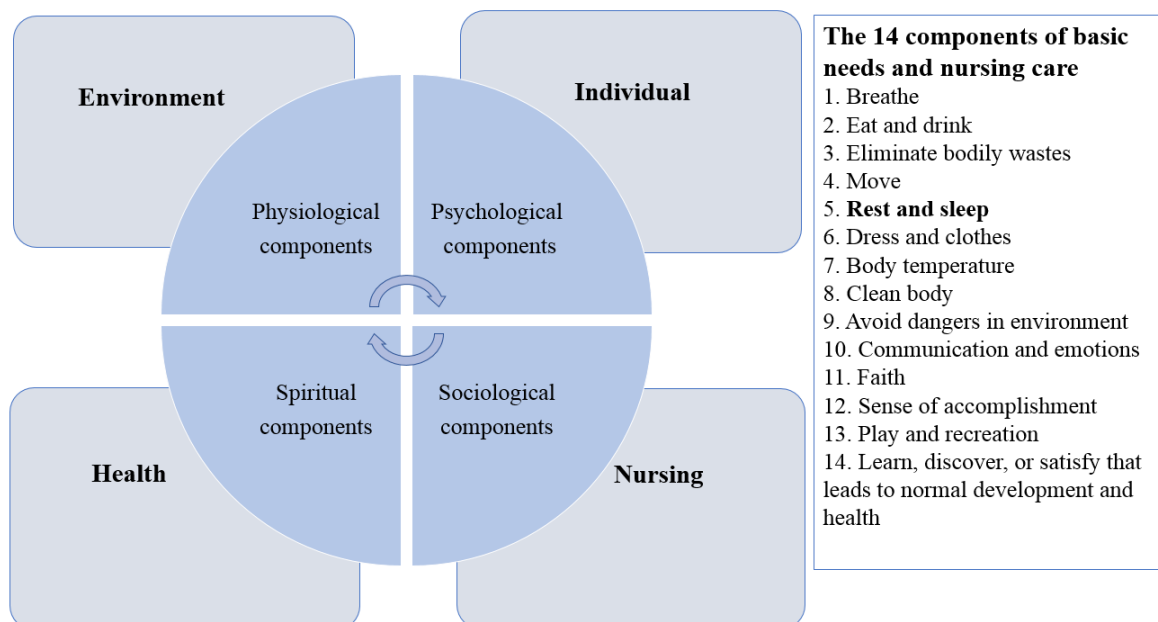 Environment
Individual
Physiological
components
Psychological
components
Spiritual
components
Sociological
components
Health
Nursing
The 14 components of basic
needs and nursing care
1. Breathe
2. Eat and drink
3. Eliminate bodily wastes
4. Move
5. Rest and sleep
6. Dress and clothes
7. Body temperature
8. Clean body
9. Avoid dangers in environment
10. Communication and emotions
11. Faith
12. Sense of accomplishment
13. Play and recreation
14. Learn, discover, or satisfy that
leads to normal development and
health